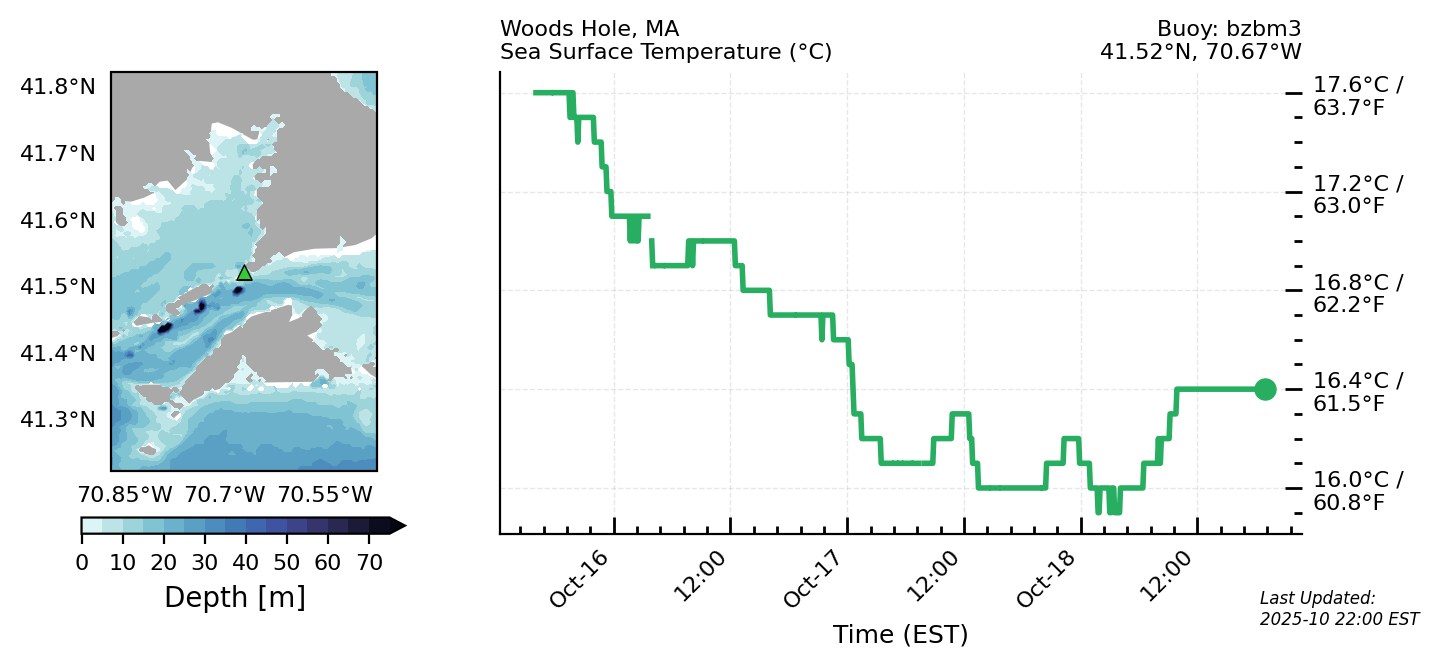 Woods Hole, MA
Sea Surface Temperature (°C)
Buoy: bzbm3
41.52°N, 70.67°W
41.8°N
41.7°N
41.6°N
41.5°N
41.4°N
41.3°N
70.85°W 70.7°W 70.55°W
0 10 20 30 40 50 60 70
Depth [m]
17.6°C /
63.7°F
17.2°C /
63.0°F
16.8°C /
62.2°F
16.4°C /
61.5°F
16.0°C /
60.8°F
Oct-16 12:00 Oct-17 12:00 Oct-18 12:00
Time (EST)
Last Updated:
2025-10 22:00 EST